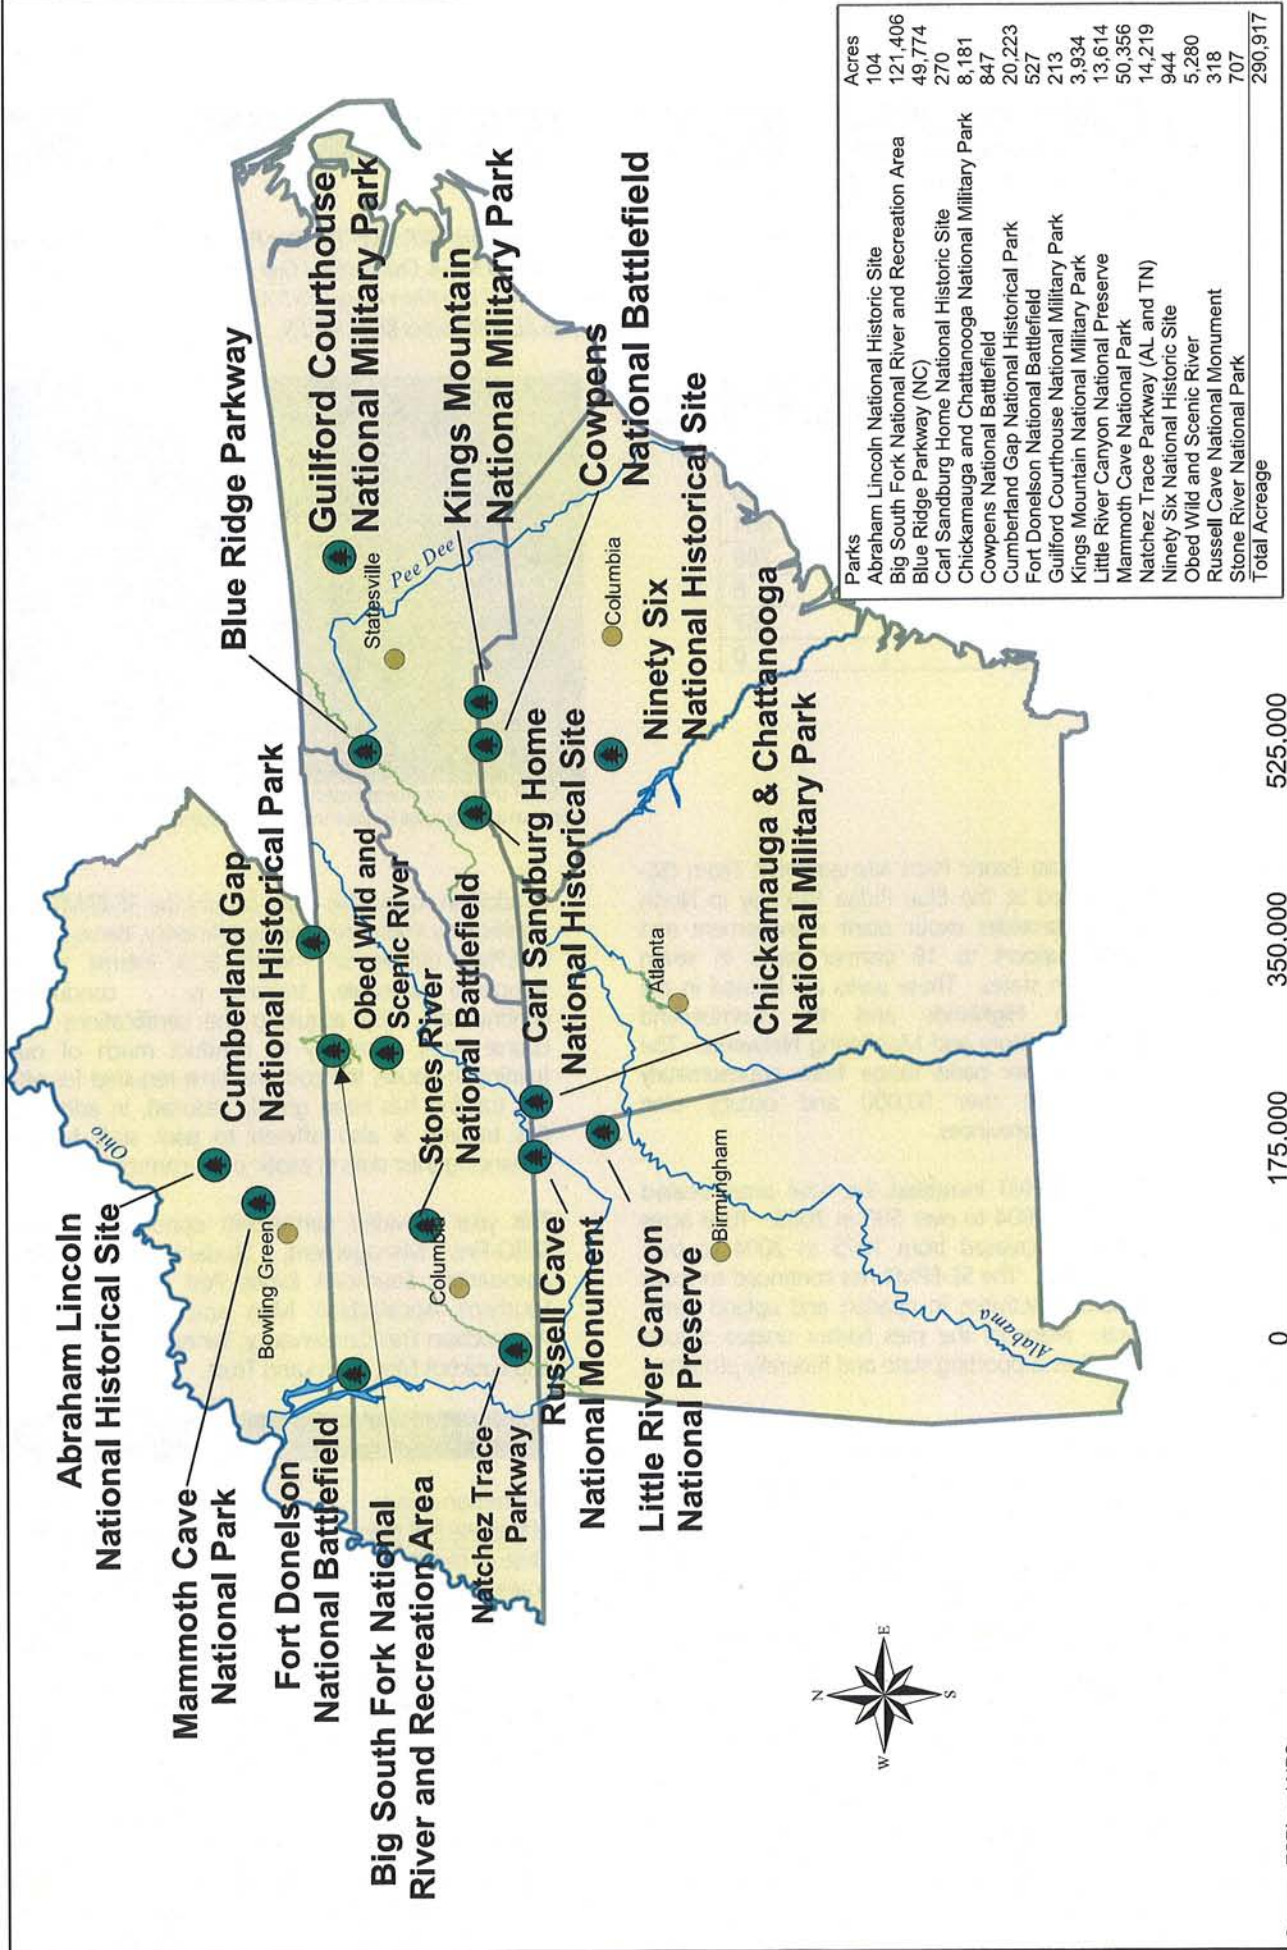 Abraham Lincoln
National Historical Site
Mammoth Cave
National Park
Fort Donelson
National Battlefield
Big South Fork National
River and Recreation Area
Natchez Trace
Parkway
Russell Cave
National Monument
Little River Canyon
National Preserve
Ohio
Bowling Green
Columbia
Birmingham
Alabama
Cumberland Gap
National Historical Park
Obed Wild and
Scenic River
Stones River
National Battlefield
Carl Sandburg Home
National Historical Site
Atlanta
Chickamauga & Chattanooga
National Military Park
Blue Ridge Parkway
Guilford Courthouse
National Military Park
Statesville
Pee Dee
Kings Mountain
National Military Park
Cowpens
National Battlefield
Columbia
Ninety Six
National Historical Site
N
W
E
S
0 175,000 350,000 525,000
Parks Acres
Abraham Lincoln National Historic Site 104
Big South Fork National River and Recreation Area 121,406
Blue Ridge Parkway (NC) 49,774
Carl Sandburg Home National Historic Site 270
Chickamauga and Chattanooga National Military Park 8,181
Cowpens National Battlefield 847
Cumberland Gap National Historical Park 20,223
Fort Donelson National Battlefield 527
Guilford Courthouse National Military Park 213
Kings Mountain National Military Park 3,934
Little River Canyon National Preserve 13,614
Mammoth Cave National Park 50,356
Natchez Trace Parkway (AL and TN) 14,219
Ninety Six National Historic Site 944
Obed Wild and Scenic River 5,280
Russell Cave National Monument 318
Stone River National Park 707
Total Acreage 290,917